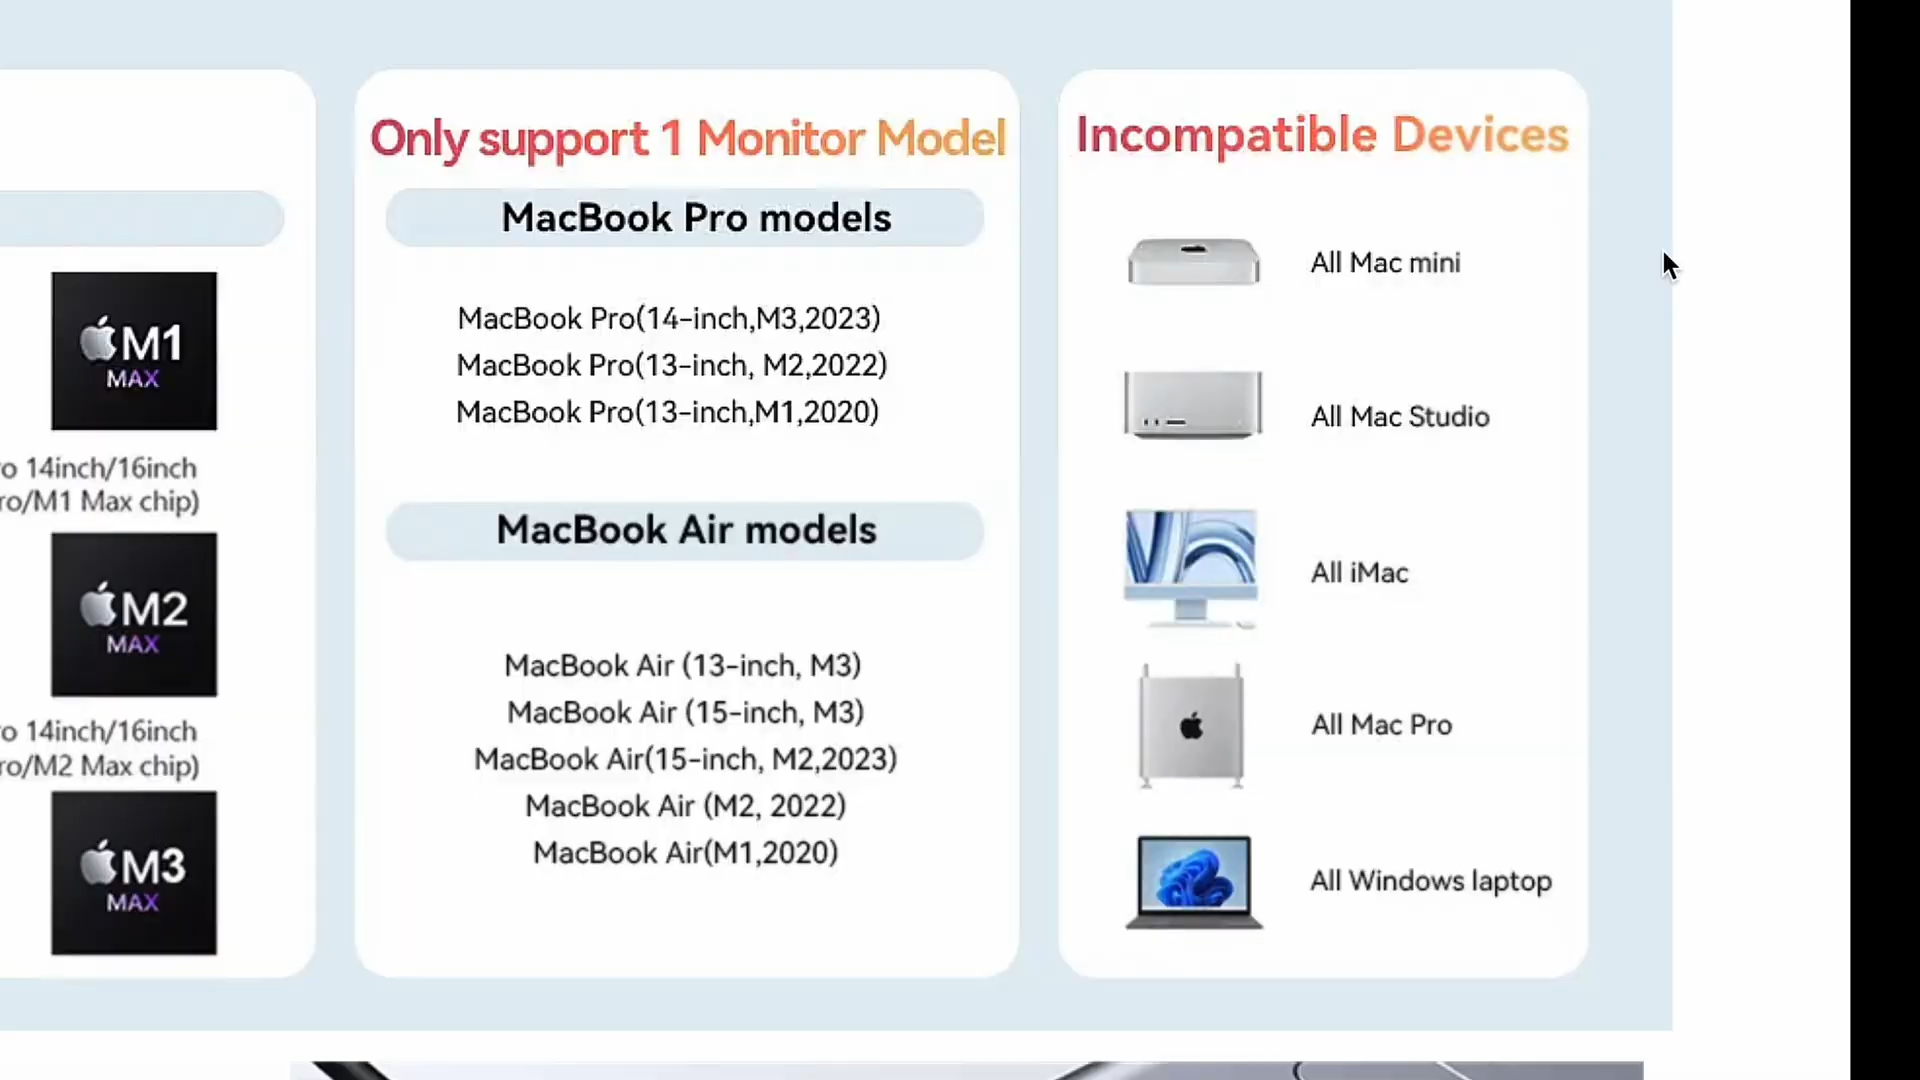 M1
MAX
o 14inch/16inch
ro/M1 Max chip)
M2
MAX
o 14inch/16inch
ro/M2 Max chip)
M3
MAX
Only support 1 Monitor Model
MacBook Pro models
MacBook Pro(14-inch,M3,2023)
MacBook Pro(13-inch, M2,2022)
MacBook Pro(13-inch,M1,2020)
MacBook Air models
MacBook Air (13-inch, M3)
MacBook Air (15-inch, M3)
MacBook Air(15-inch, M2,2023)
MacBook Air (M2, 2022)
MacBook Air(M1,2020)
Incompatible Devices
All Mac mini
All Mac Studio
All iMac
All Mac Pro
All Windows laptop